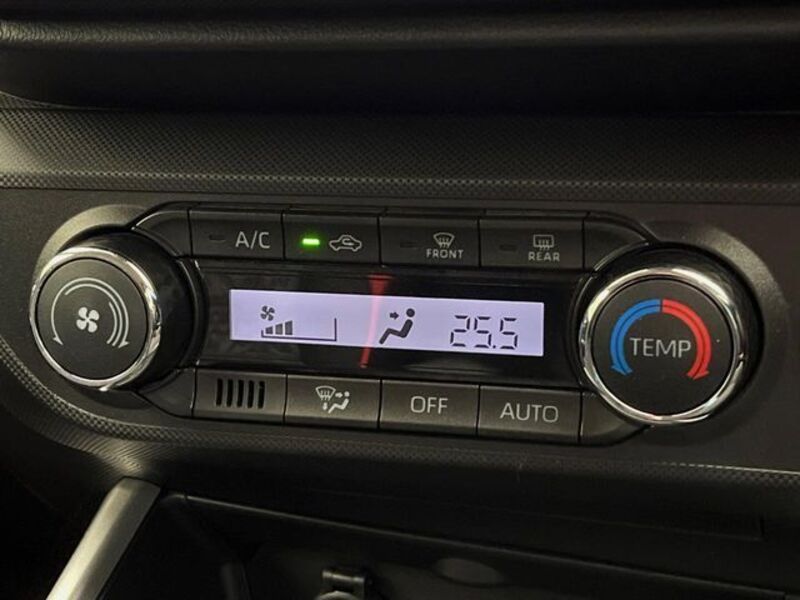 A/C
FRONT
REAR
25.5
TEMP
OFF
AUTO